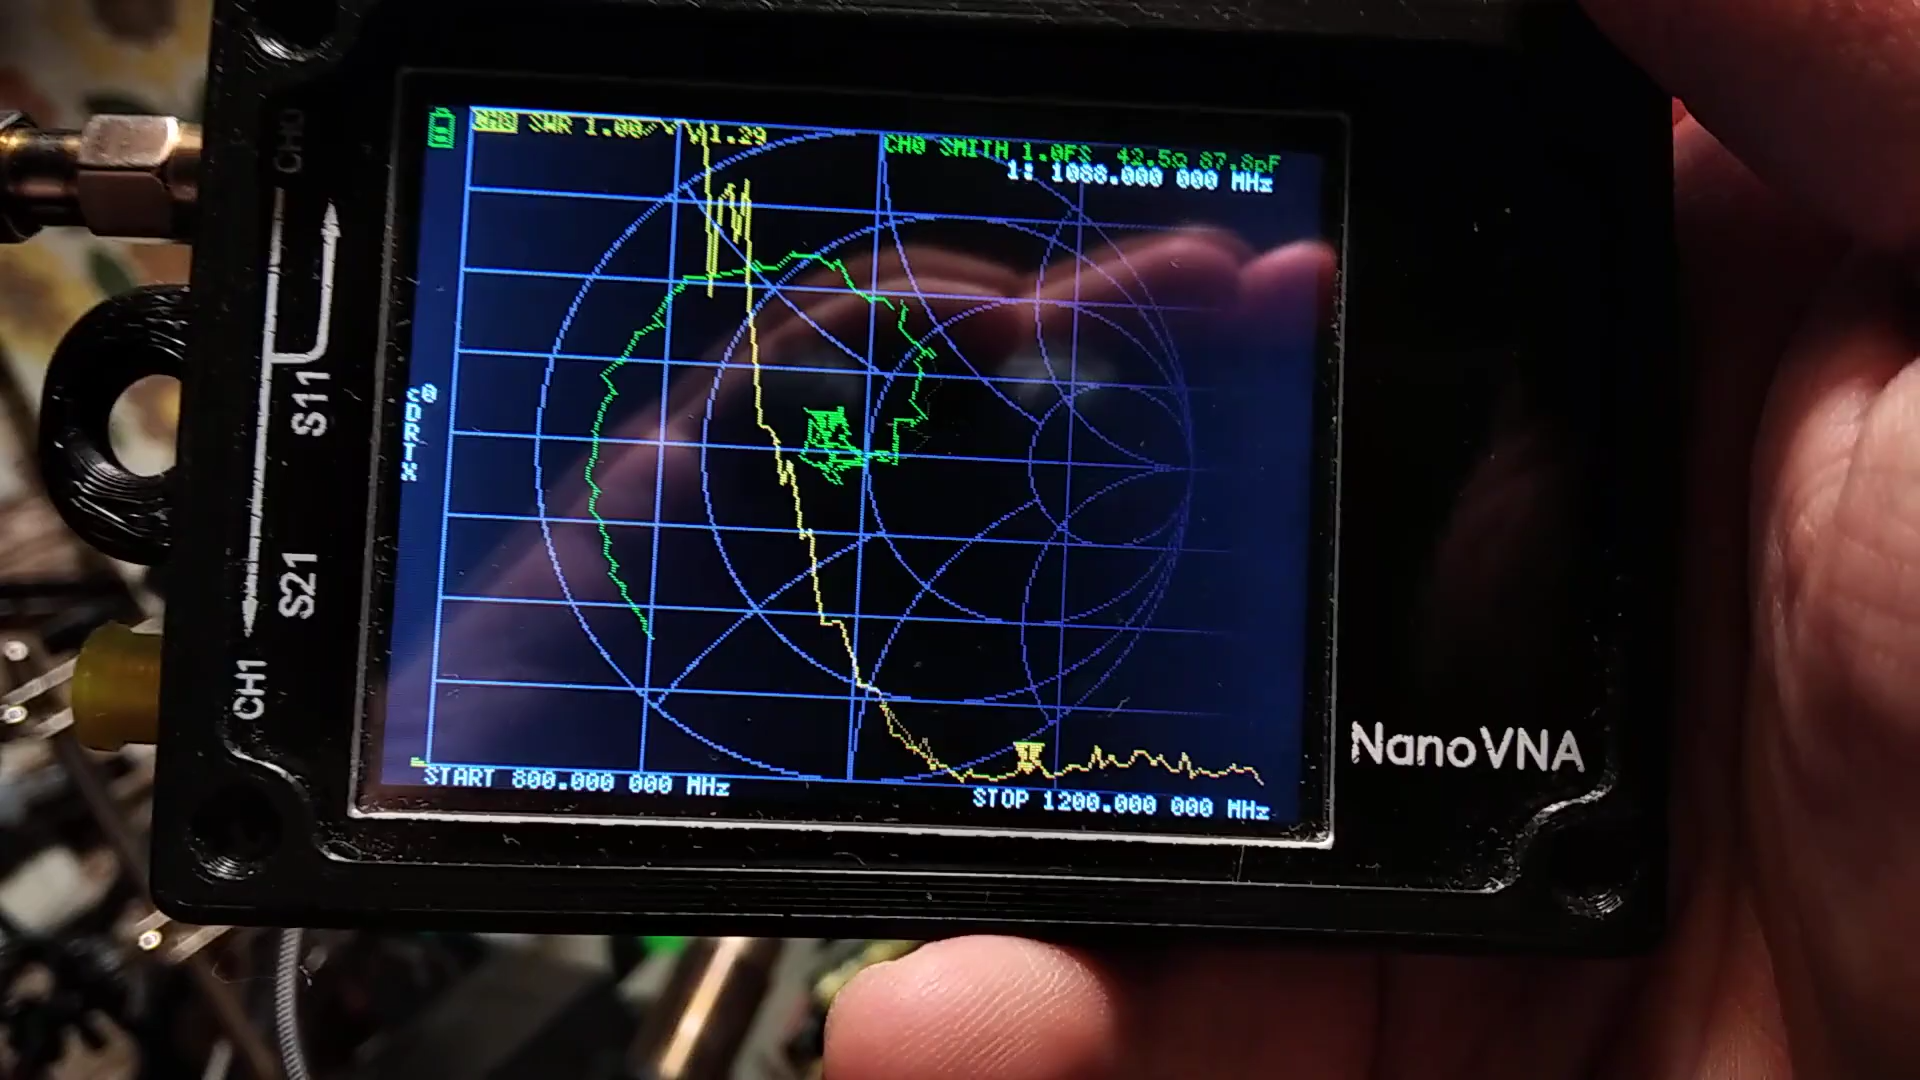 CH0 SWR 1.00/ 1.29
CH0 SMITH 1.0FS 42.5Ω 87.8pF
1: 1088.000 000 MHz
c0
D
R
T
X
START 800.000 000 MHz
STOP 1200.000 000 MHz
CH0
S11
S21
CH1
NanoVNA